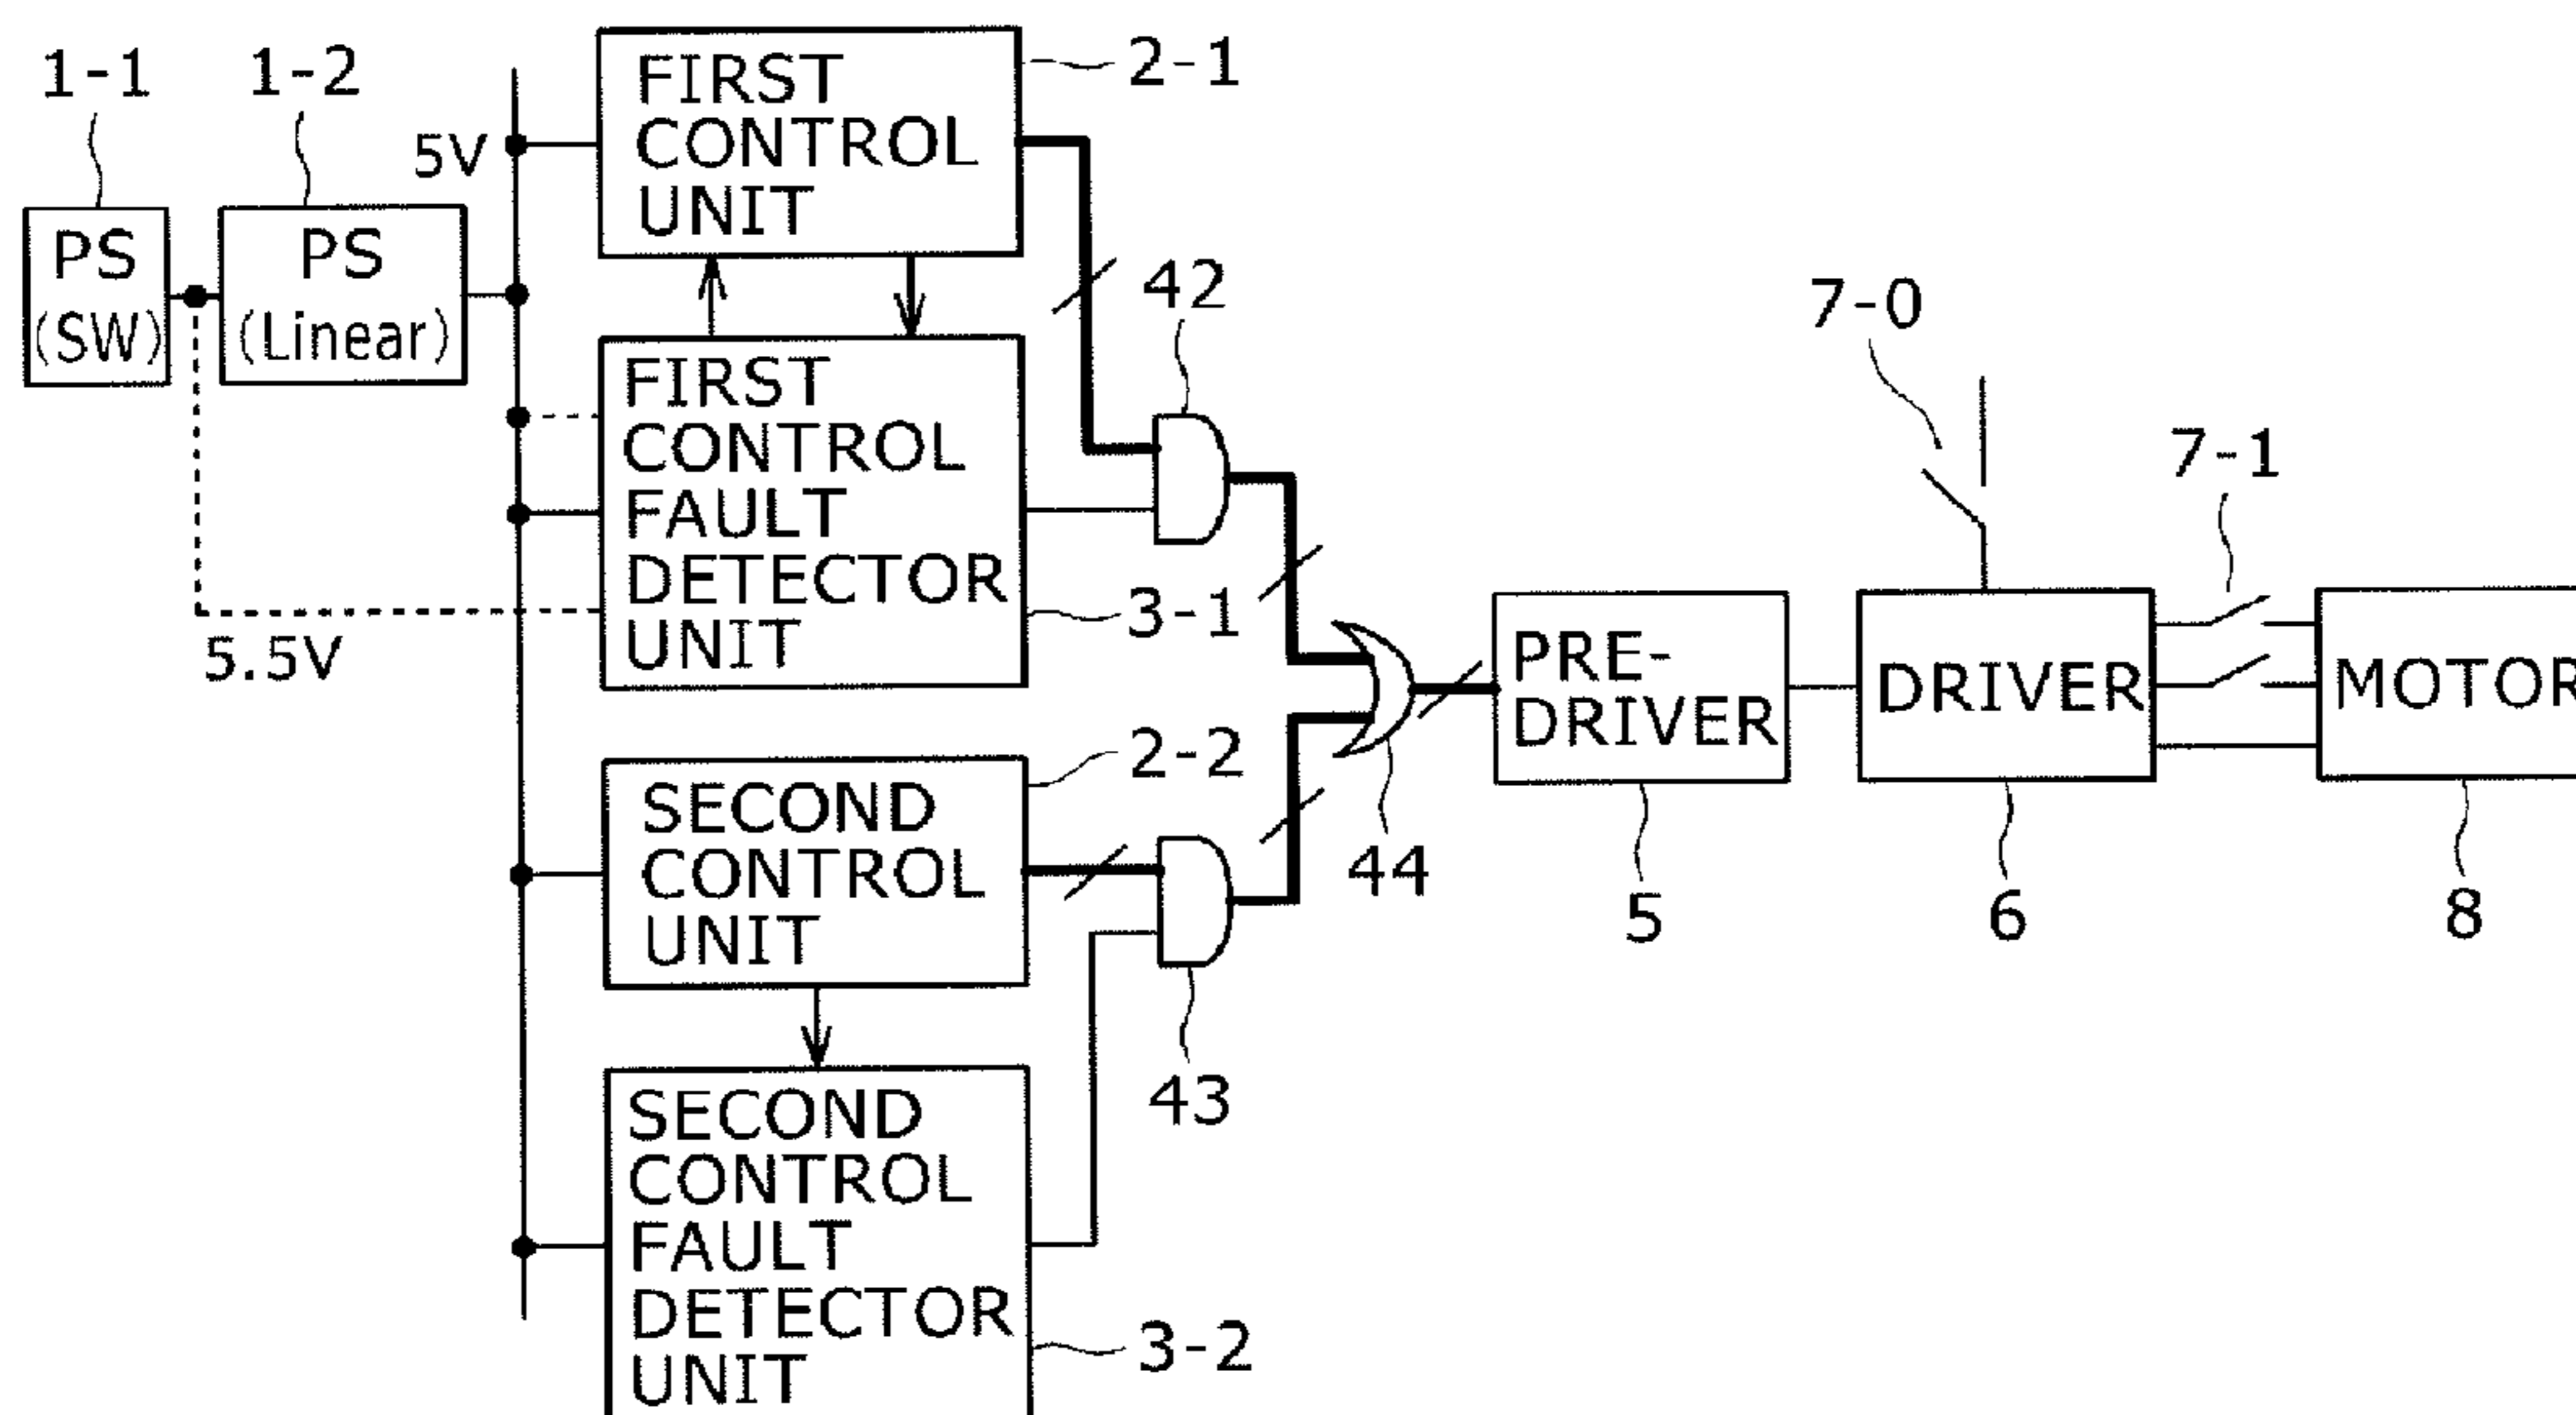 1-1
1-2
PS
(SW)
PS
(Linear)
5V
5.5V
FIRST
CONTROL
UNIT
2-1
FIRST
CONTROL
FAULT
DETECTOR
UNIT
3-1
42
SECOND
CONTROL
UNIT
2-2
43
44
SECOND
CONTROL
FAULT
DETECTOR
UNIT
3-2
PRE-
DRIVER
5
7-0
DRIVER
6
7-1
MOTOR
8